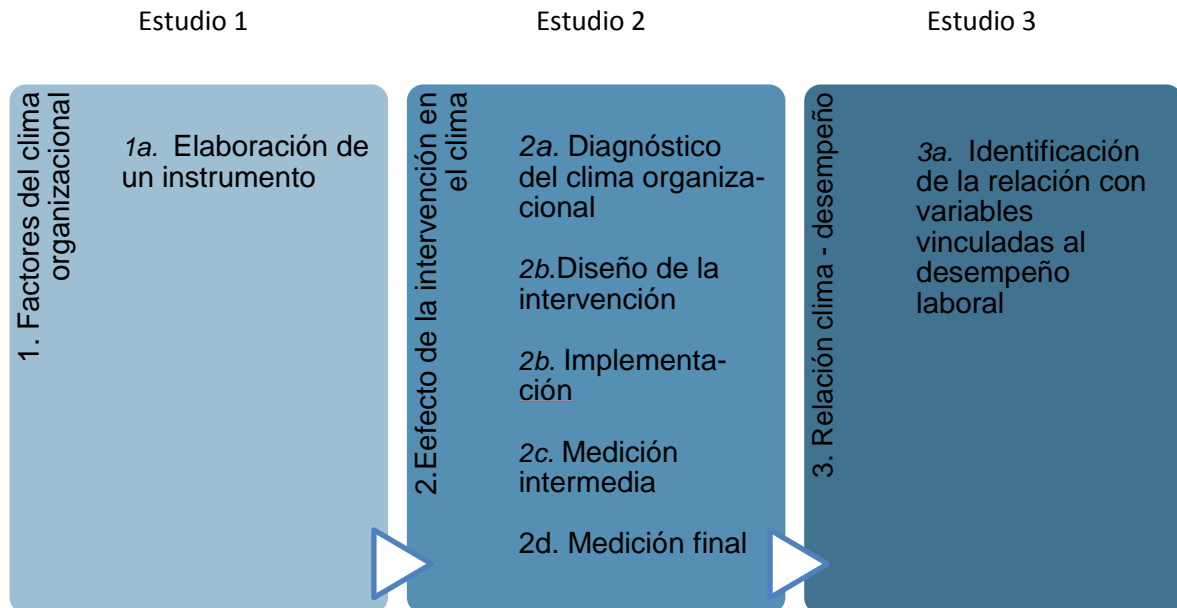 Estudio 1
Estudio 2
Estudio 3
1. Factores del clima
organizacional
1a. Elaboración de
un instrumento
2.Eefecto de la intervención en
el clima
2a. Diagnóstico
del clima organiza-
cional
2b.Diseño de la
intervención
2b. Implementa-
ción
2c. Medición
intermedia
2d. Medición final
3. Relación clima - desempeño
3a. Identificación
de la relación con
variables
vinculadas al
desempeño
laboral